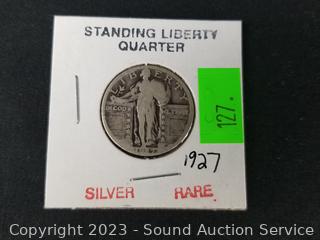 STANDING LIBERTY
QUARTER
127.
LIBERTY
1927
SILVER RARE
Copyright 2023 - Sound Auction Service